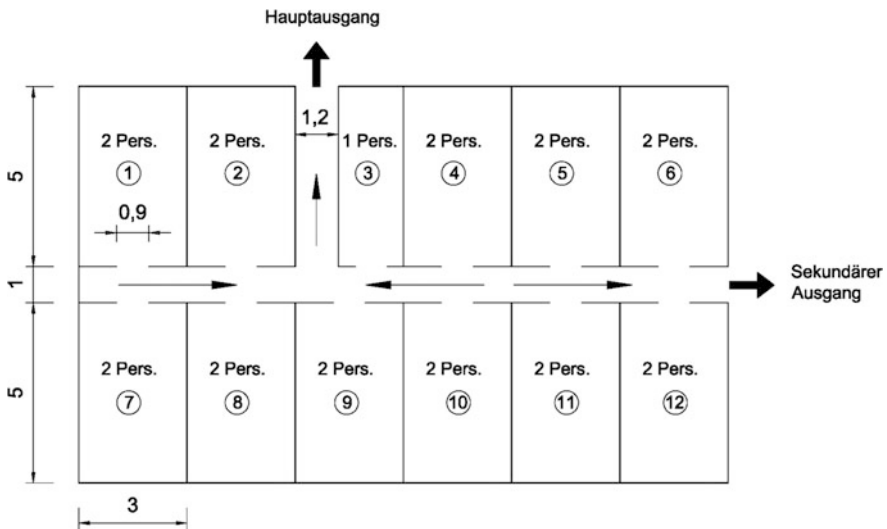 Hauptausgang
1,2
2 Pers.
2 Pers.
1 Pers.
2 Pers.
2 Pers.
2 Pers.
1
2
3
4
5
6
5
0,9
1
Sekundärer
Ausgang
2 Pers.
2 Pers.
2 Pers.
2 Pers.
2 Pers.
2 Pers.
7
8
9
10
11
12
5
3